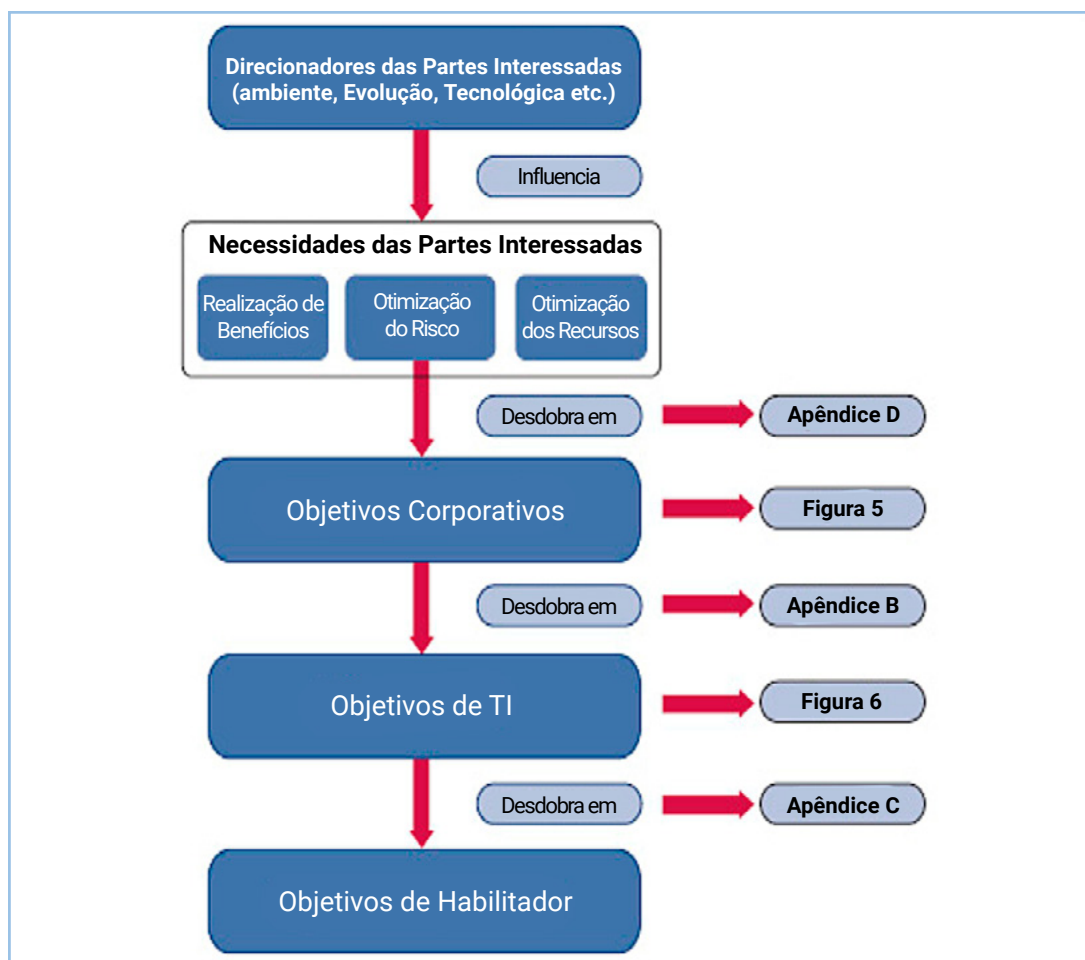 Direcionadores das Partes Interessadas
(ambiente, Evolução, Tecnológica etc.)
Influencia
Necessidades das Partes Interessadas
Realização de
Benefícios
Otimização
do Risco
Otimização
dos Recursos
Desdobra em
Apêndice D
Objetivos Corporativos
Figura 5
Desdobra em
Apêndice B
Objetivos de TI
Figura 6
Desdobra em
Apêndice C
Objetivos de Habilitador